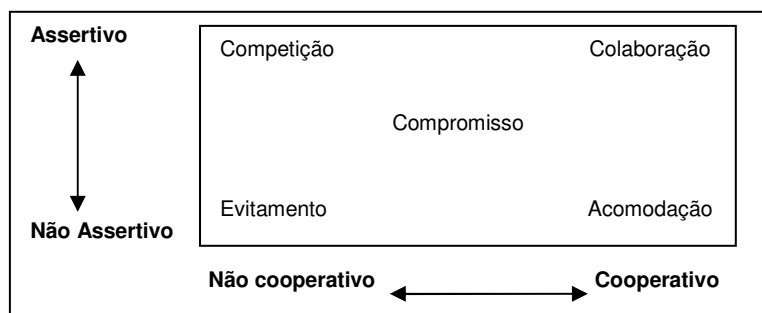 Assertivo
Competição Colaboração
Compromisso
Evitamento Acomodação
Não Assertivo
Não cooperativo Cooperativo